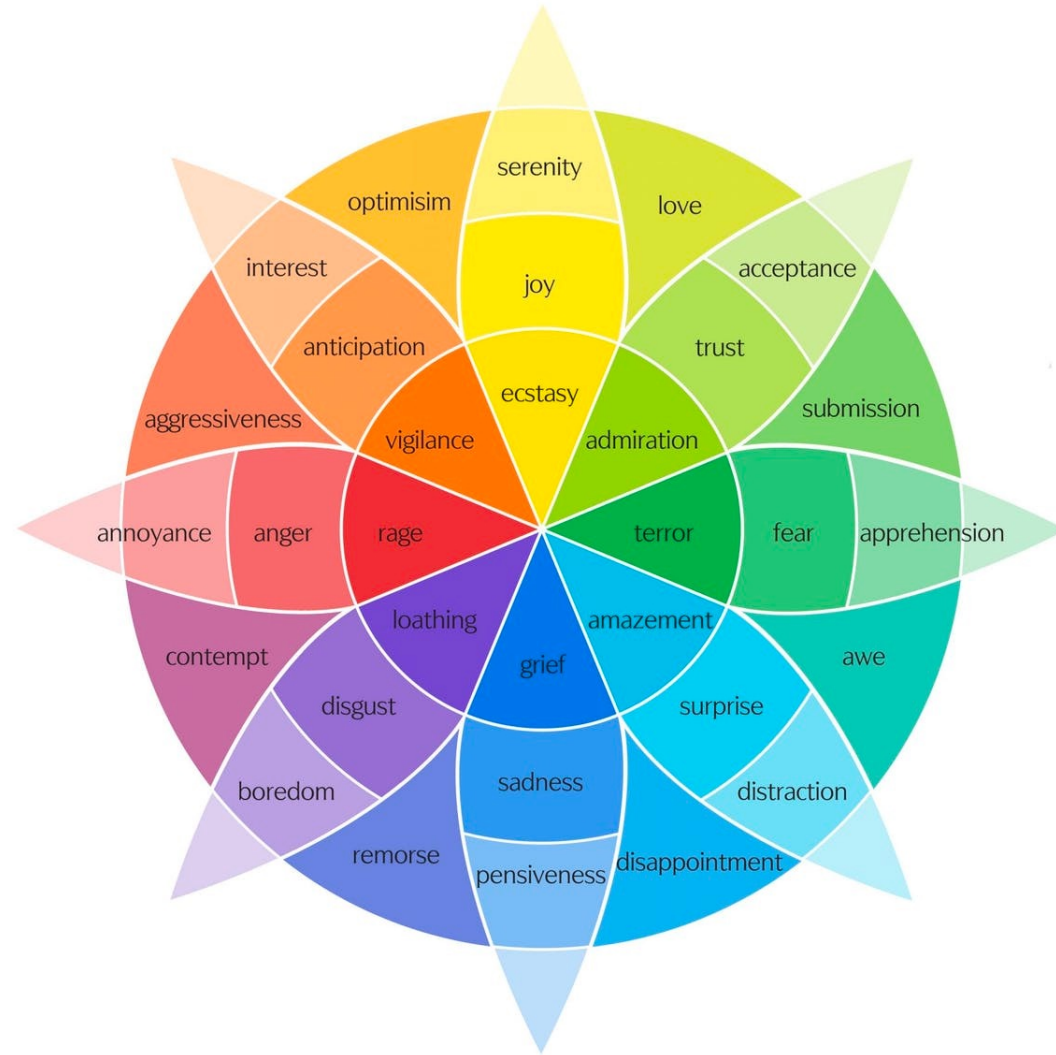 serenity
optimisim
love
interest
acceptance
joy
anticipation
trust
ecstasy
aggressiveness
submission
vigilance
admiration
annoyance
anger
rage
terror
fear
apprehension
loathing
amazement
contempt
grief
awe
disgust
surprise
sadness
boredom
distraction
remorse
disappointment
pensiveness